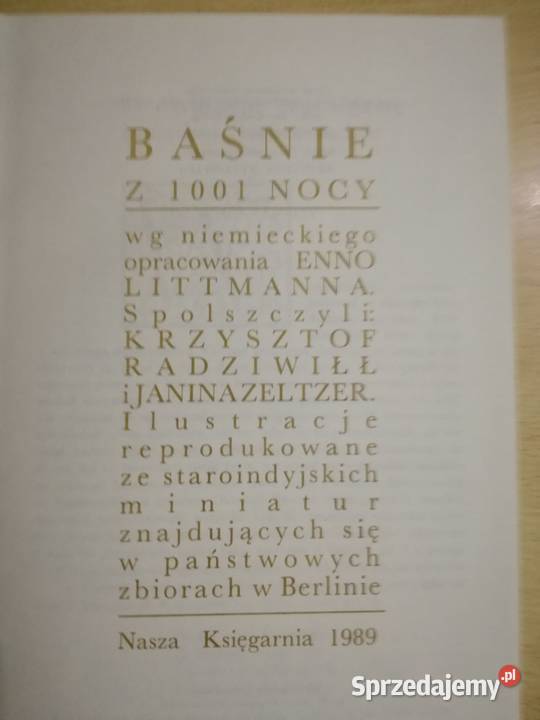 BAŚNIE
Z 1001 NOCY
wg niemieckiego
opracowania ENNO
LITTMANNA.
Spolszczyli:
KRZYSZTOF
RADZIWIŁŁ
i JANINA ZELTZER.
Ilustracje
reprodukowane
ze staroindyjskich
miniatur
znajdujących się
w państwowych
zbiorach w Berlinie
Nasza Księgarnia 1989
Sprzedajemy.pl